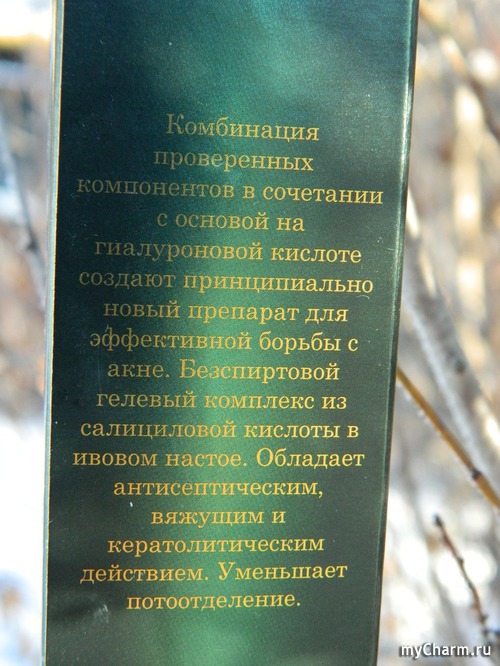 Комбинация
проверенных
компонентов в сочетании
с основой на
гиалуроновой кислоте
создают принципиально
новый препарат для
эффективной борьбы с
акне. Безспиртовой
гелевый комплекс из
салициловой кислоты в
ивовом настое. Обладает
антисептическим,
вяжущим и
кератолитическим
действием. Уменьшает
потоотделение.
myCharm.ru